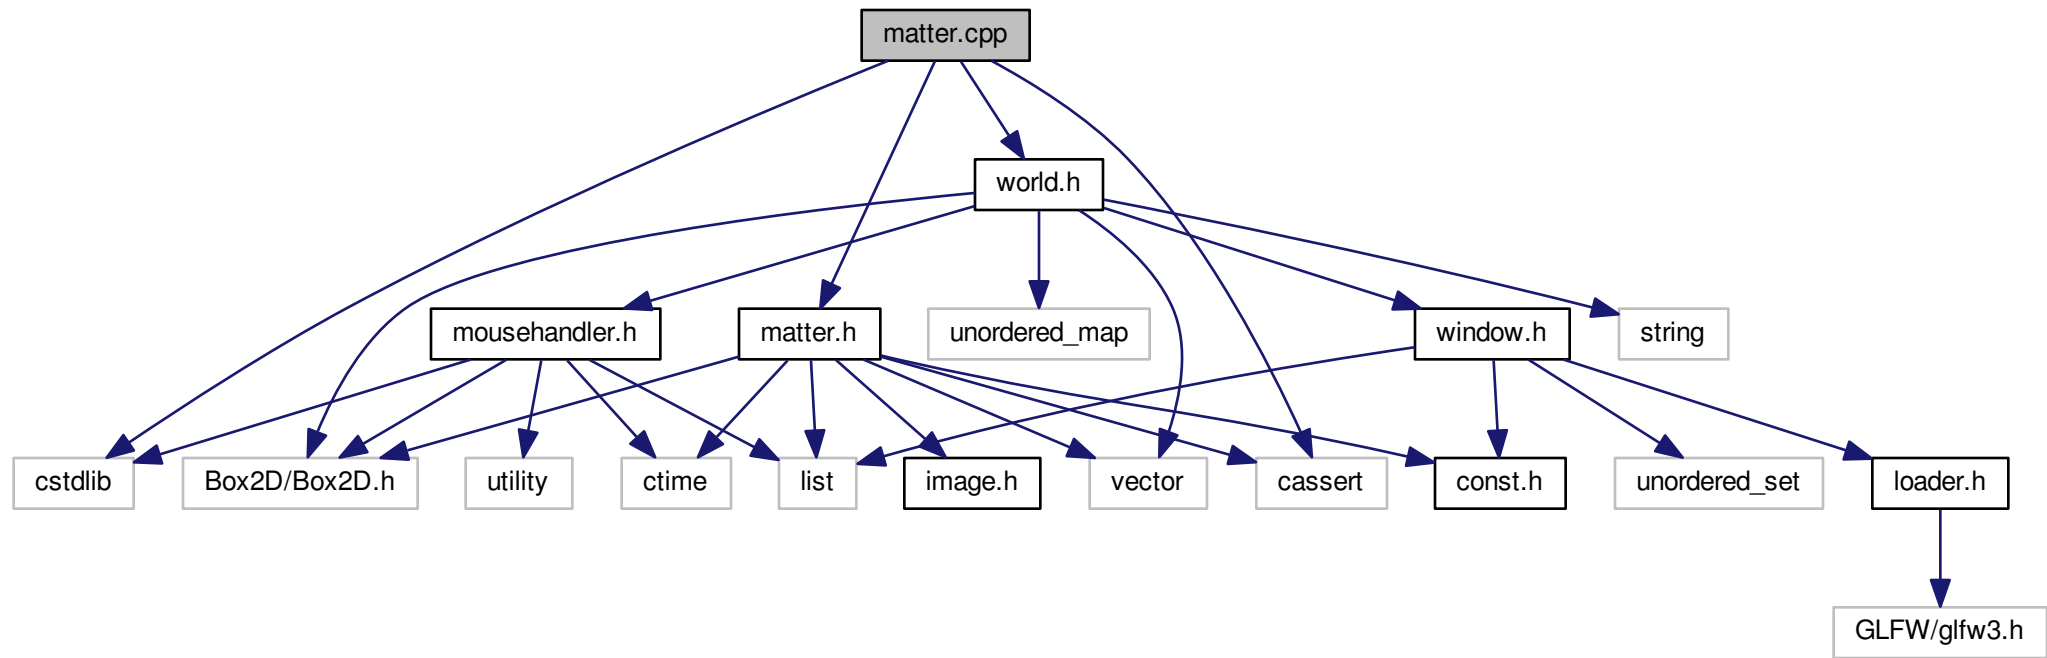 matter.cpp
world.h
mousehandler.h
matter.h
unordered_map
window.h
string
cstdlib
Box2D/Box2D.h
utility
ctime
list
image.h
vector
cassert
const.h
unordered_set
loader.h
GLFW/glfw3.h